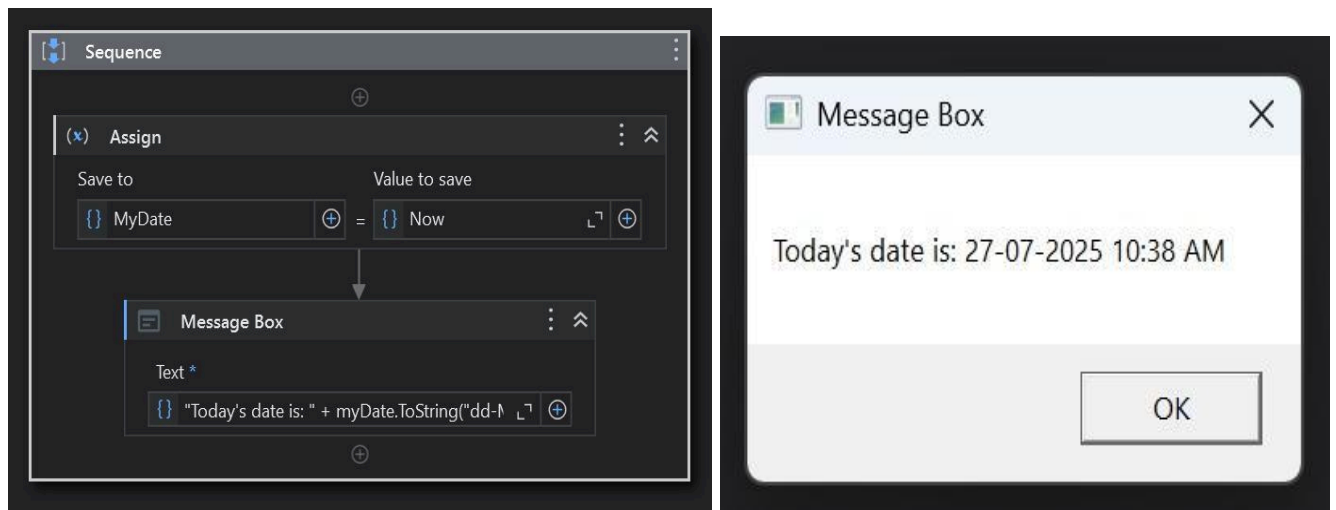 Sequence
(x) Assign
Save to Value to save
{} MyDate = {} Now
Message Box
Text *
{} "Today's date is: " + myDate.ToString("dd-M
Message Box
Today's date is: 27-07-2025 10:38 AM
OK